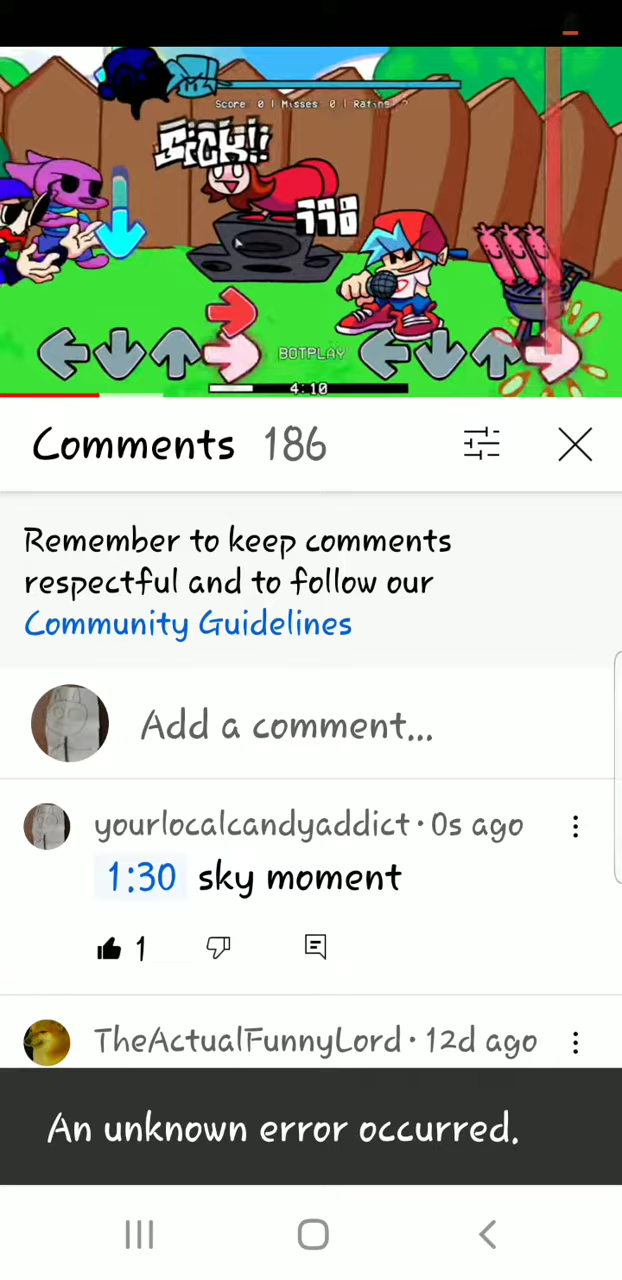 Score: 0 | Misses: 0 | Rating: ?
SICK!!
118
BOTPLAY
4:10
Comments 186
Remember to keep comments
respectful and to follow our
Community Guidelines
Add a comment...
yourlocalcandyaddict · 0s ago
1:30 sky moment
1
TheActualFunnyLord · 12d ago
An unknown error occurred.